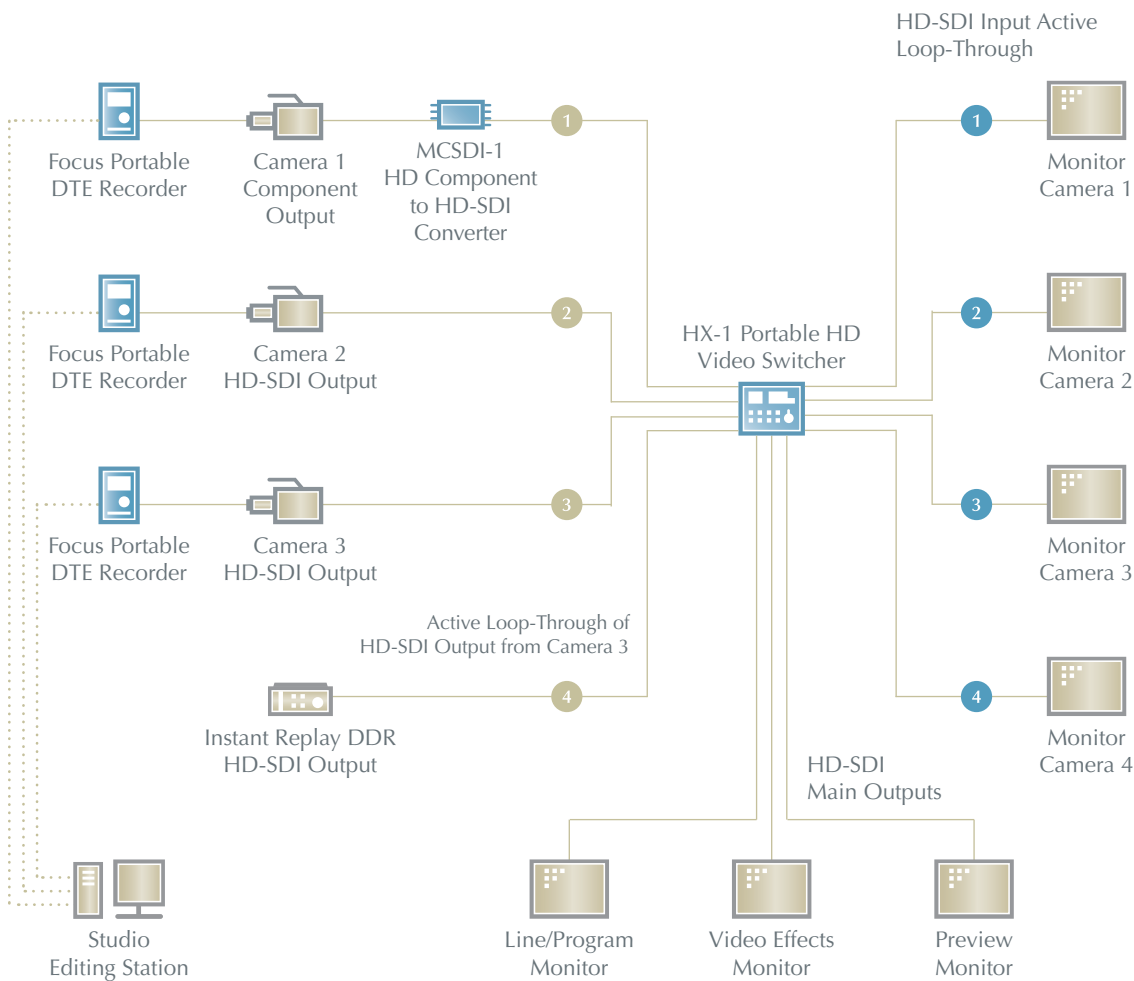 HD-SDI Input Active
Loop-Through
1
1
Focus Portable
DTE Recorder
Camera 1
Component
Output
MCSDI-1
HD Component
to HD-SDI
Converter
Monitor
Camera 1
2
2
HX-1 Portable HD
Video Switcher
Focus Portable
DTE Recorder
Camera 2
HD-SDI Output
Monitor
Camera 2
3
3
Focus Portable
DTE Recorder
Camera 3
HD-SDI Output
Monitor
Camera 3
Active Loop-Through of
HD-SDI Output from Camera 3
4
4
Instant Replay DDR
HD-SDI Output
Monitor
Camera 4
HD-SDI
Main Outputs
Studio
Editing Station
Line/Program
Monitor
Video Effects
Monitor
Preview
Monitor